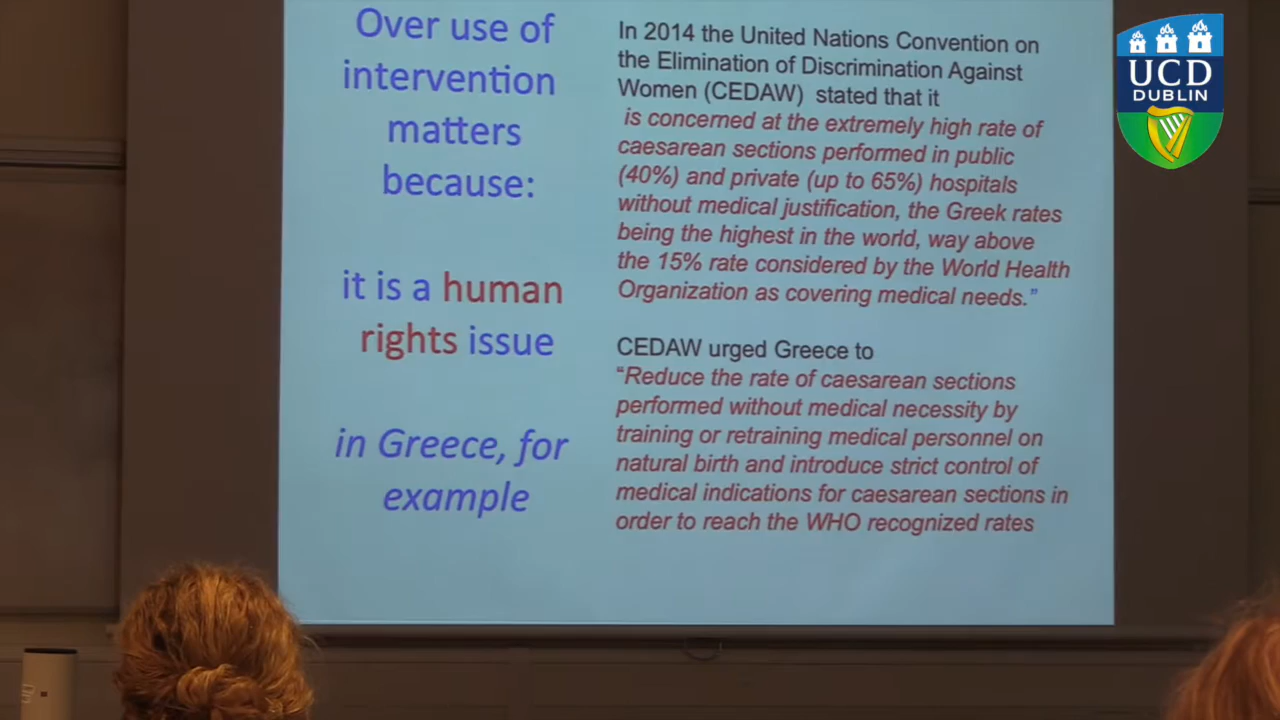 Over use of
intervention
matters
because:
it is a human
rights issue
in Greece, for
example
In 2014 the United Nations Convention on
the Elimination of Discrimination Against
Women (CEDAW) stated that it
is concerned at the extremely high rate of
caesarean sections performed in public
(40%) and private (up to 65%) hospitals
without medical justification, the Greek rates
being the highest in the world, way above
the 15% rate considered by the World Health
Organization as covering medical needs.”
CEDAW urged Greece to
“Reduce the rate of caesarean sections
performed without medical necessity by
training or retraining medical personnel on
natural birth and introduce strict control of
medical indications for caesarean sections in
order to reach the WHO recognized rates
UCD
DUBLIN